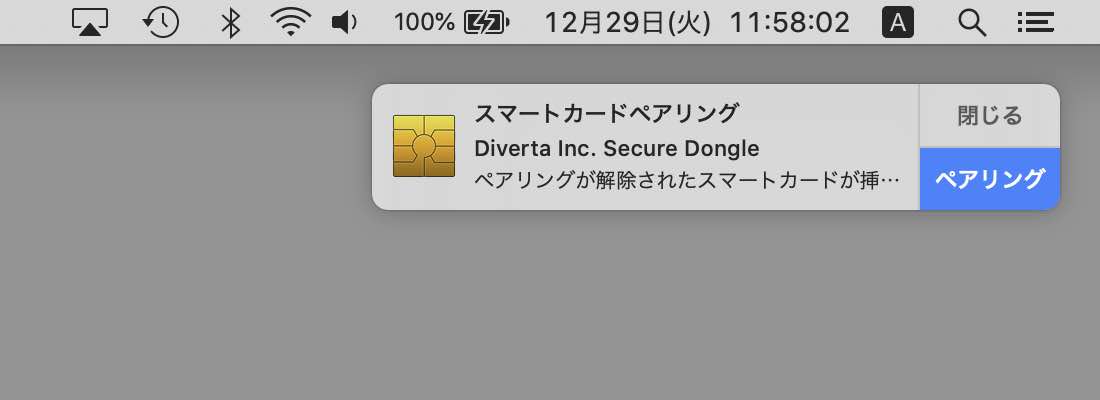 100% 12月29日(火) 11:58:02 A
スマートカードペアリング
Diverta Inc. Secure Dongle
ペアリングが解除されたスマートカードが挿…
閉じる
ペアリング